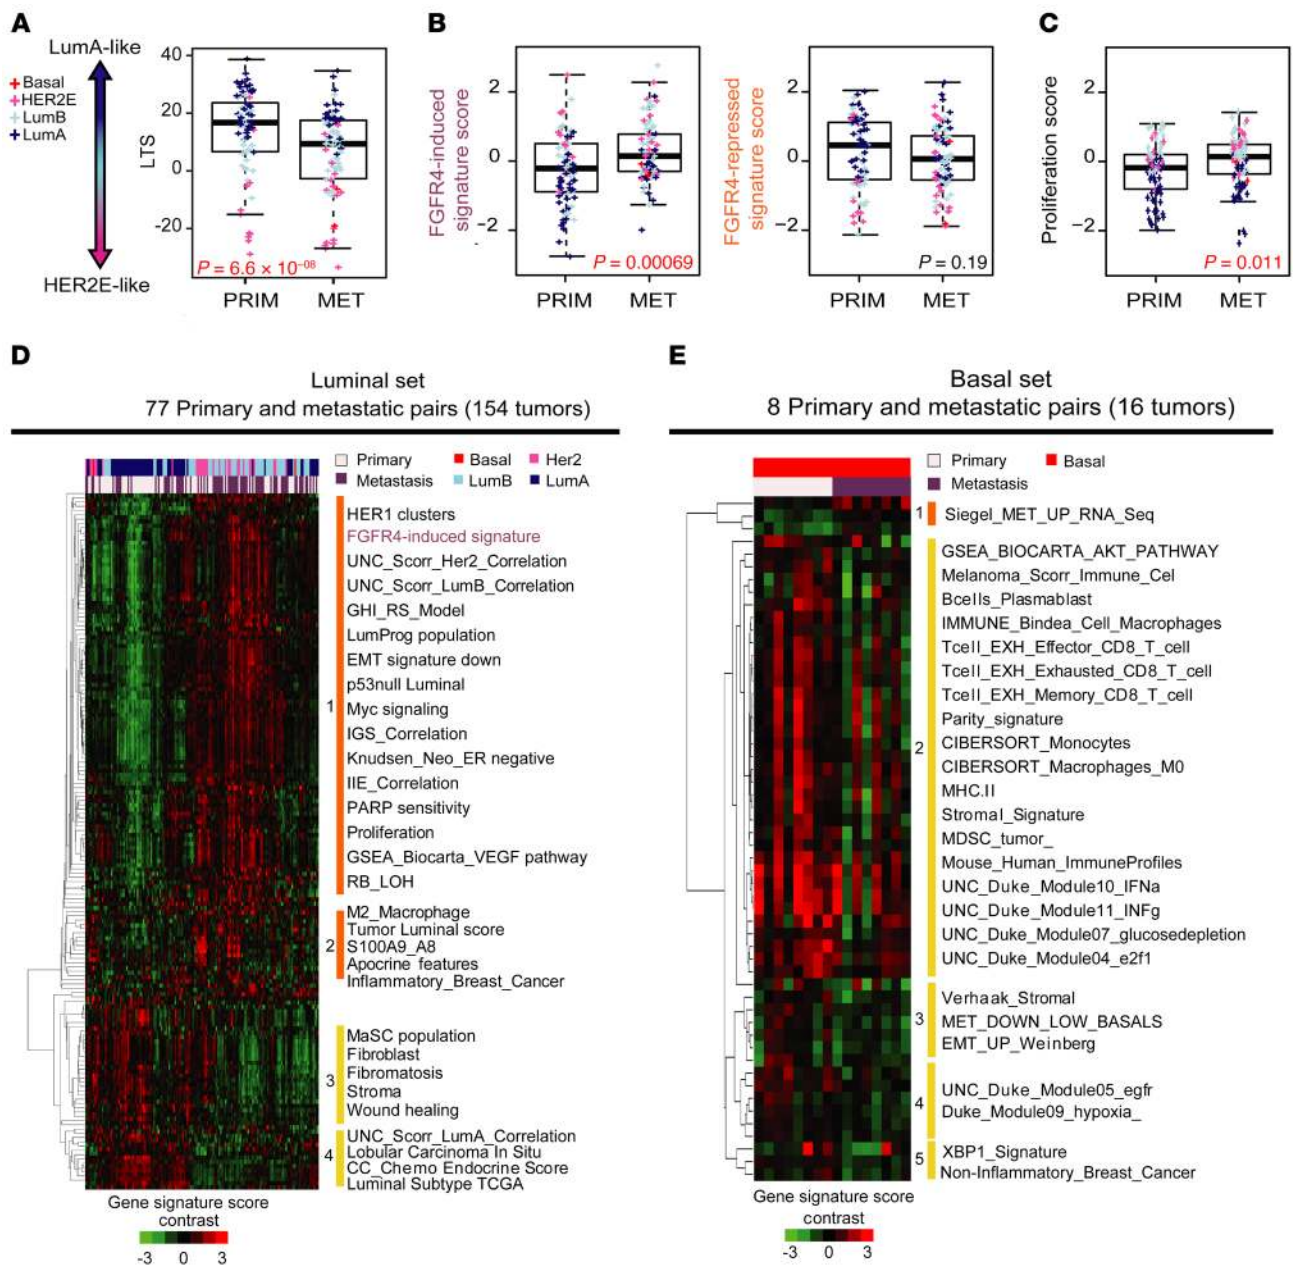 A
LumA-like
Basal
HER2E
LumB
LumA
HER2E-like
LTS
40
20
0
-20
P = 6.6 × 10⁻⁰⁸
PRIM MET
B
FGFR4-induced
signature score
2
0
−2
P = 0.00069
PRIM MET
FGFR4-repressed
signature score
2
0
−2
P = 0.19
PRIM MET
C
Proliferation score
2
0
−2
P = 0.011
PRIM MET
D
Luminal set
77 Primary and metastatic pairs (154 tumors)
Primary Basal Her2
Metastasis LumB LumA
1
HER1 clusters
FGFR4-induced signature
UNC_Scorr_Her2_Correlation
UNC_Scorr_LumB_Correlation
GHI_RS_Model
LumProg population
EMT signature down
p53null Luminal
Myc signaling
IGS_Correlation
Knudsen_Neo_ER negative
IIE_Correlation
PARP sensitivity
Proliferation
GSEA_Biocarta_VEGF pathway
RB_LOH
2
M2_Macrophage
Tumor Luminal score
S100A9_A8
Apocrine features
Inflammatory_Breast_Cancer
3
MaSC population
Fibroblast
Fibromatosis
Stroma
Wound healing
4
UNC_Scorr_LumA_Correlation
Lobular Carcinoma In Situ
CC_Chemo Endocrine Score
Luminal Subtype TCGA
Gene signature score
contrast
-3 0 3
E
Basal set
8 Primary and metastatic pairs (16 tumors)
Primary Basal
Metastasis
1
Siegel_MET_UP_RNA_Seq
2
GSEA_BIOCARTA_AKT_PATHWAY
Melanoma_Scorr_Immune_Cel
Bcells_Plasmablast
IMMUNE_Bindea_Cell_Macrophages
Tcell_EXH_Effector_CD8_T_cell
Tcell_EXH_Exhausted_CD8_T_cell
Tcell_EXH_Memory_CD8_T_cell
Parity_signature
CIBERSORT_Monocytes
CIBERSORT_Macrophages_M0
MHC.II
Stromal_Signature
MDSC_tumor_
Mouse_Human_ImmuneProfiles
UNC_Duke_Module10_IFNa
UNC_Duke_Module11_INFg
UNC_Duke_Module07_glucosedepletion
UNC_Duke_Module04_e2f1
3
Verhaak_Stromal
MET_DOWN_LOW_BASALS
EMT_UP_Weinberg
4
UNC_Duke_Module05_egfr
Duke_Module09_hypoxia_
5
XBP1_Signature
Non-Inflammatory_Breast_Cancer
Gene signature score
contrast
-3 0 3